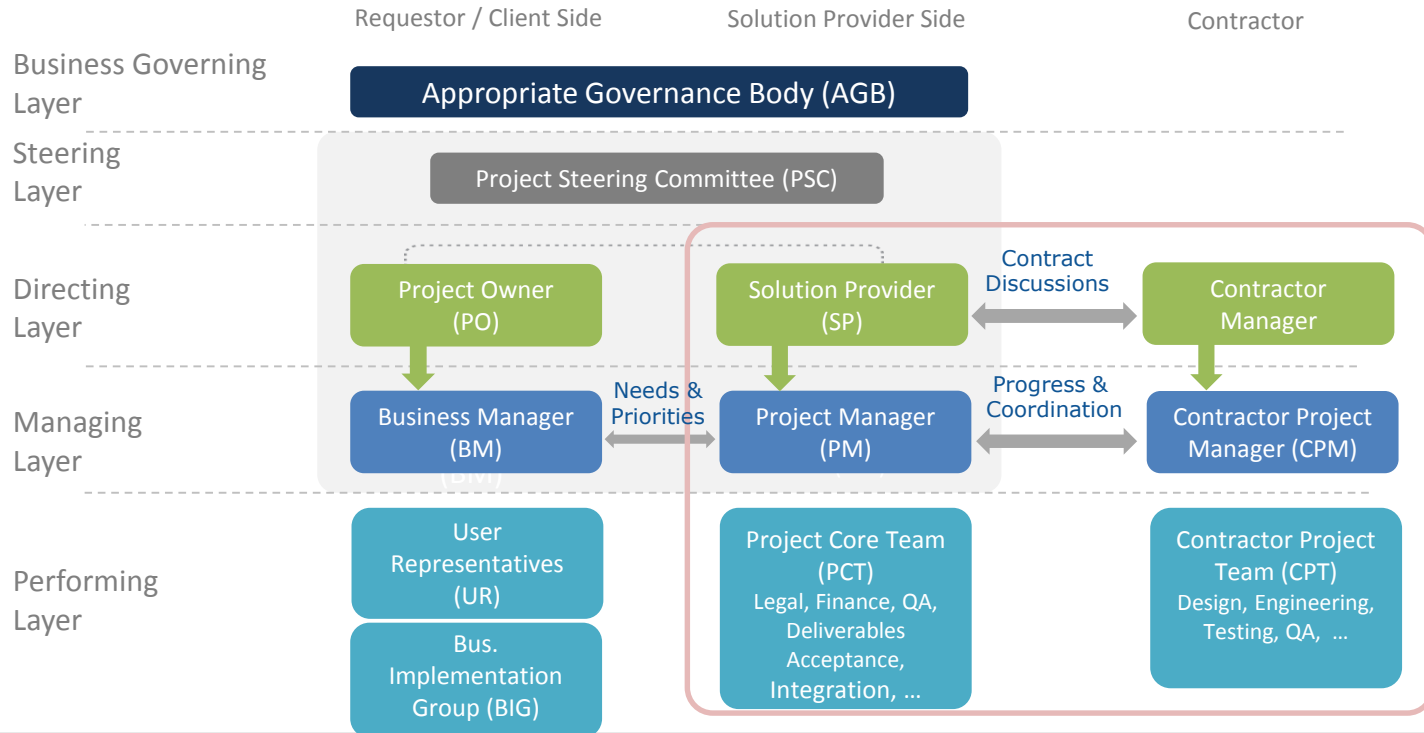 Requestor / Client Side
Solution Provider Side
Contractor
Business Governing
Layer
Appropriate Governance Body (AGB)
Steering
Layer
Project Steering Committee (PSC)
Directing
Layer
Project Owner
(PO)
Solution Provider
(SP)
Contract
Discussions
Contractor
Manager
Managing
Layer
Business Manager
(BM)
(BM)
Needs &
Priorities
Project Manager
(PM)
Progress &
Coordination
Contractor Project
Manager (CPM)
Performing
Layer
User
Representatives
(UR)
Bus.
Implementation
Group (BIG)
Project Core Team
(PCT)
Legal, Finance, QA,
Deliverables
Acceptance,
Integration, ...
Contractor Project
Team (CPT)
Design, Engineering,
Testing, QA, ...